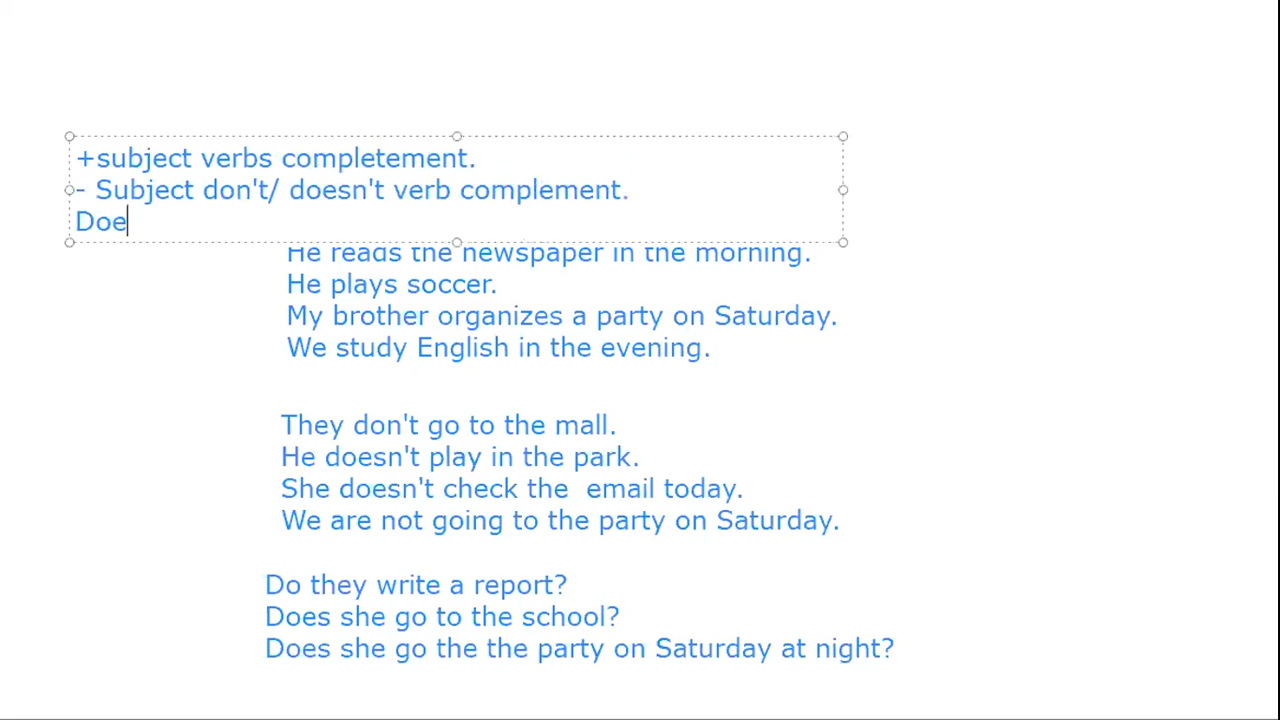 +subject verbs completement.
- Subject don't/ doesn't verb complement.
Doe
He reads the newspaper in the morning.
He plays soccer.
My brother organizes a party on Saturday.
We study English in the evening.
They don't go to the mall.
He doesn't play in the park.
She doesn't check the  email today.
We are not going to the party on Saturday.
Do they write a report?
Does she go to the school?
Does she go the the party on Saturday at night?